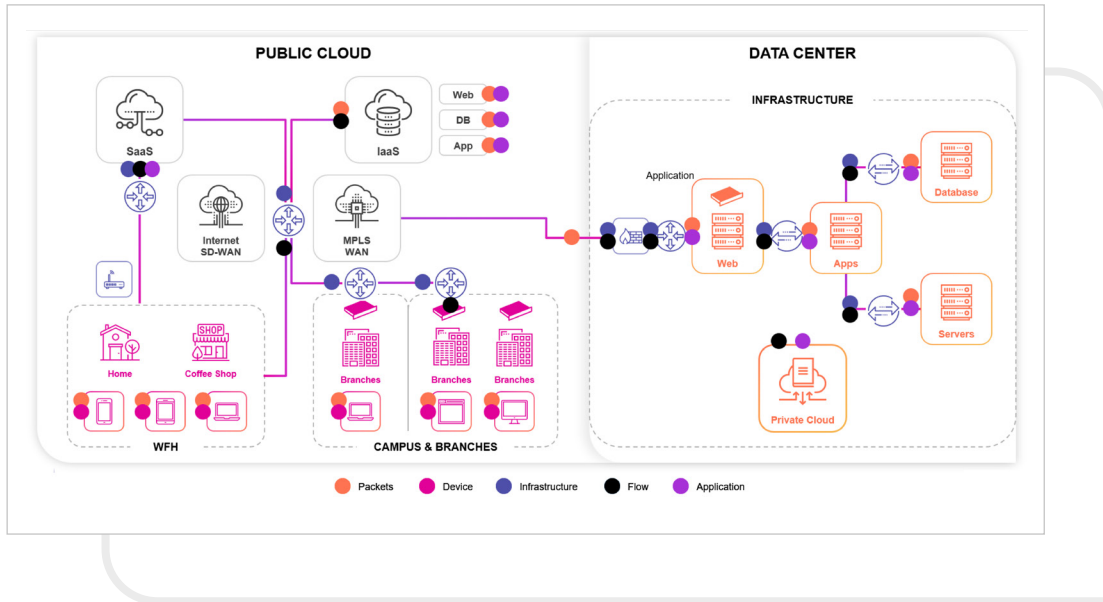 PUBLIC CLOUD
DATA CENTER
SaaS
IaaS
Web
DB
App
INFRASTRUCTURE
Application
Database
Internet
SD-WAN
MPLS
WAN
Web
Apps
Servers
SHOP
Home
Coffee Shop
Branches
Branches
Branches
Private Cloud
WFH
CAMPUS & BRANCHES
Packets
Device
Infrastructure
Flow
Application